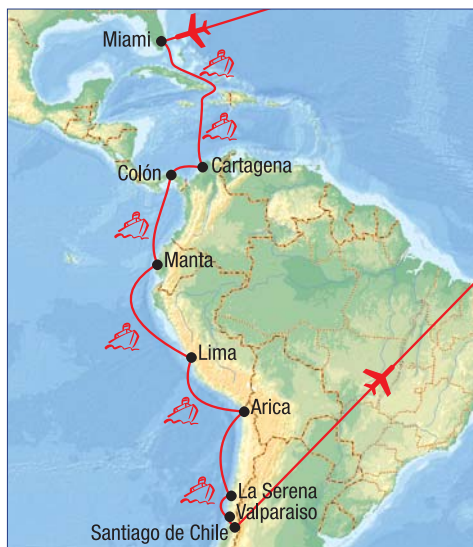 Miami
Cartagena
Colón
Manta
Lima
Arica
La Serena
Valparaiso
Santiago de Chile